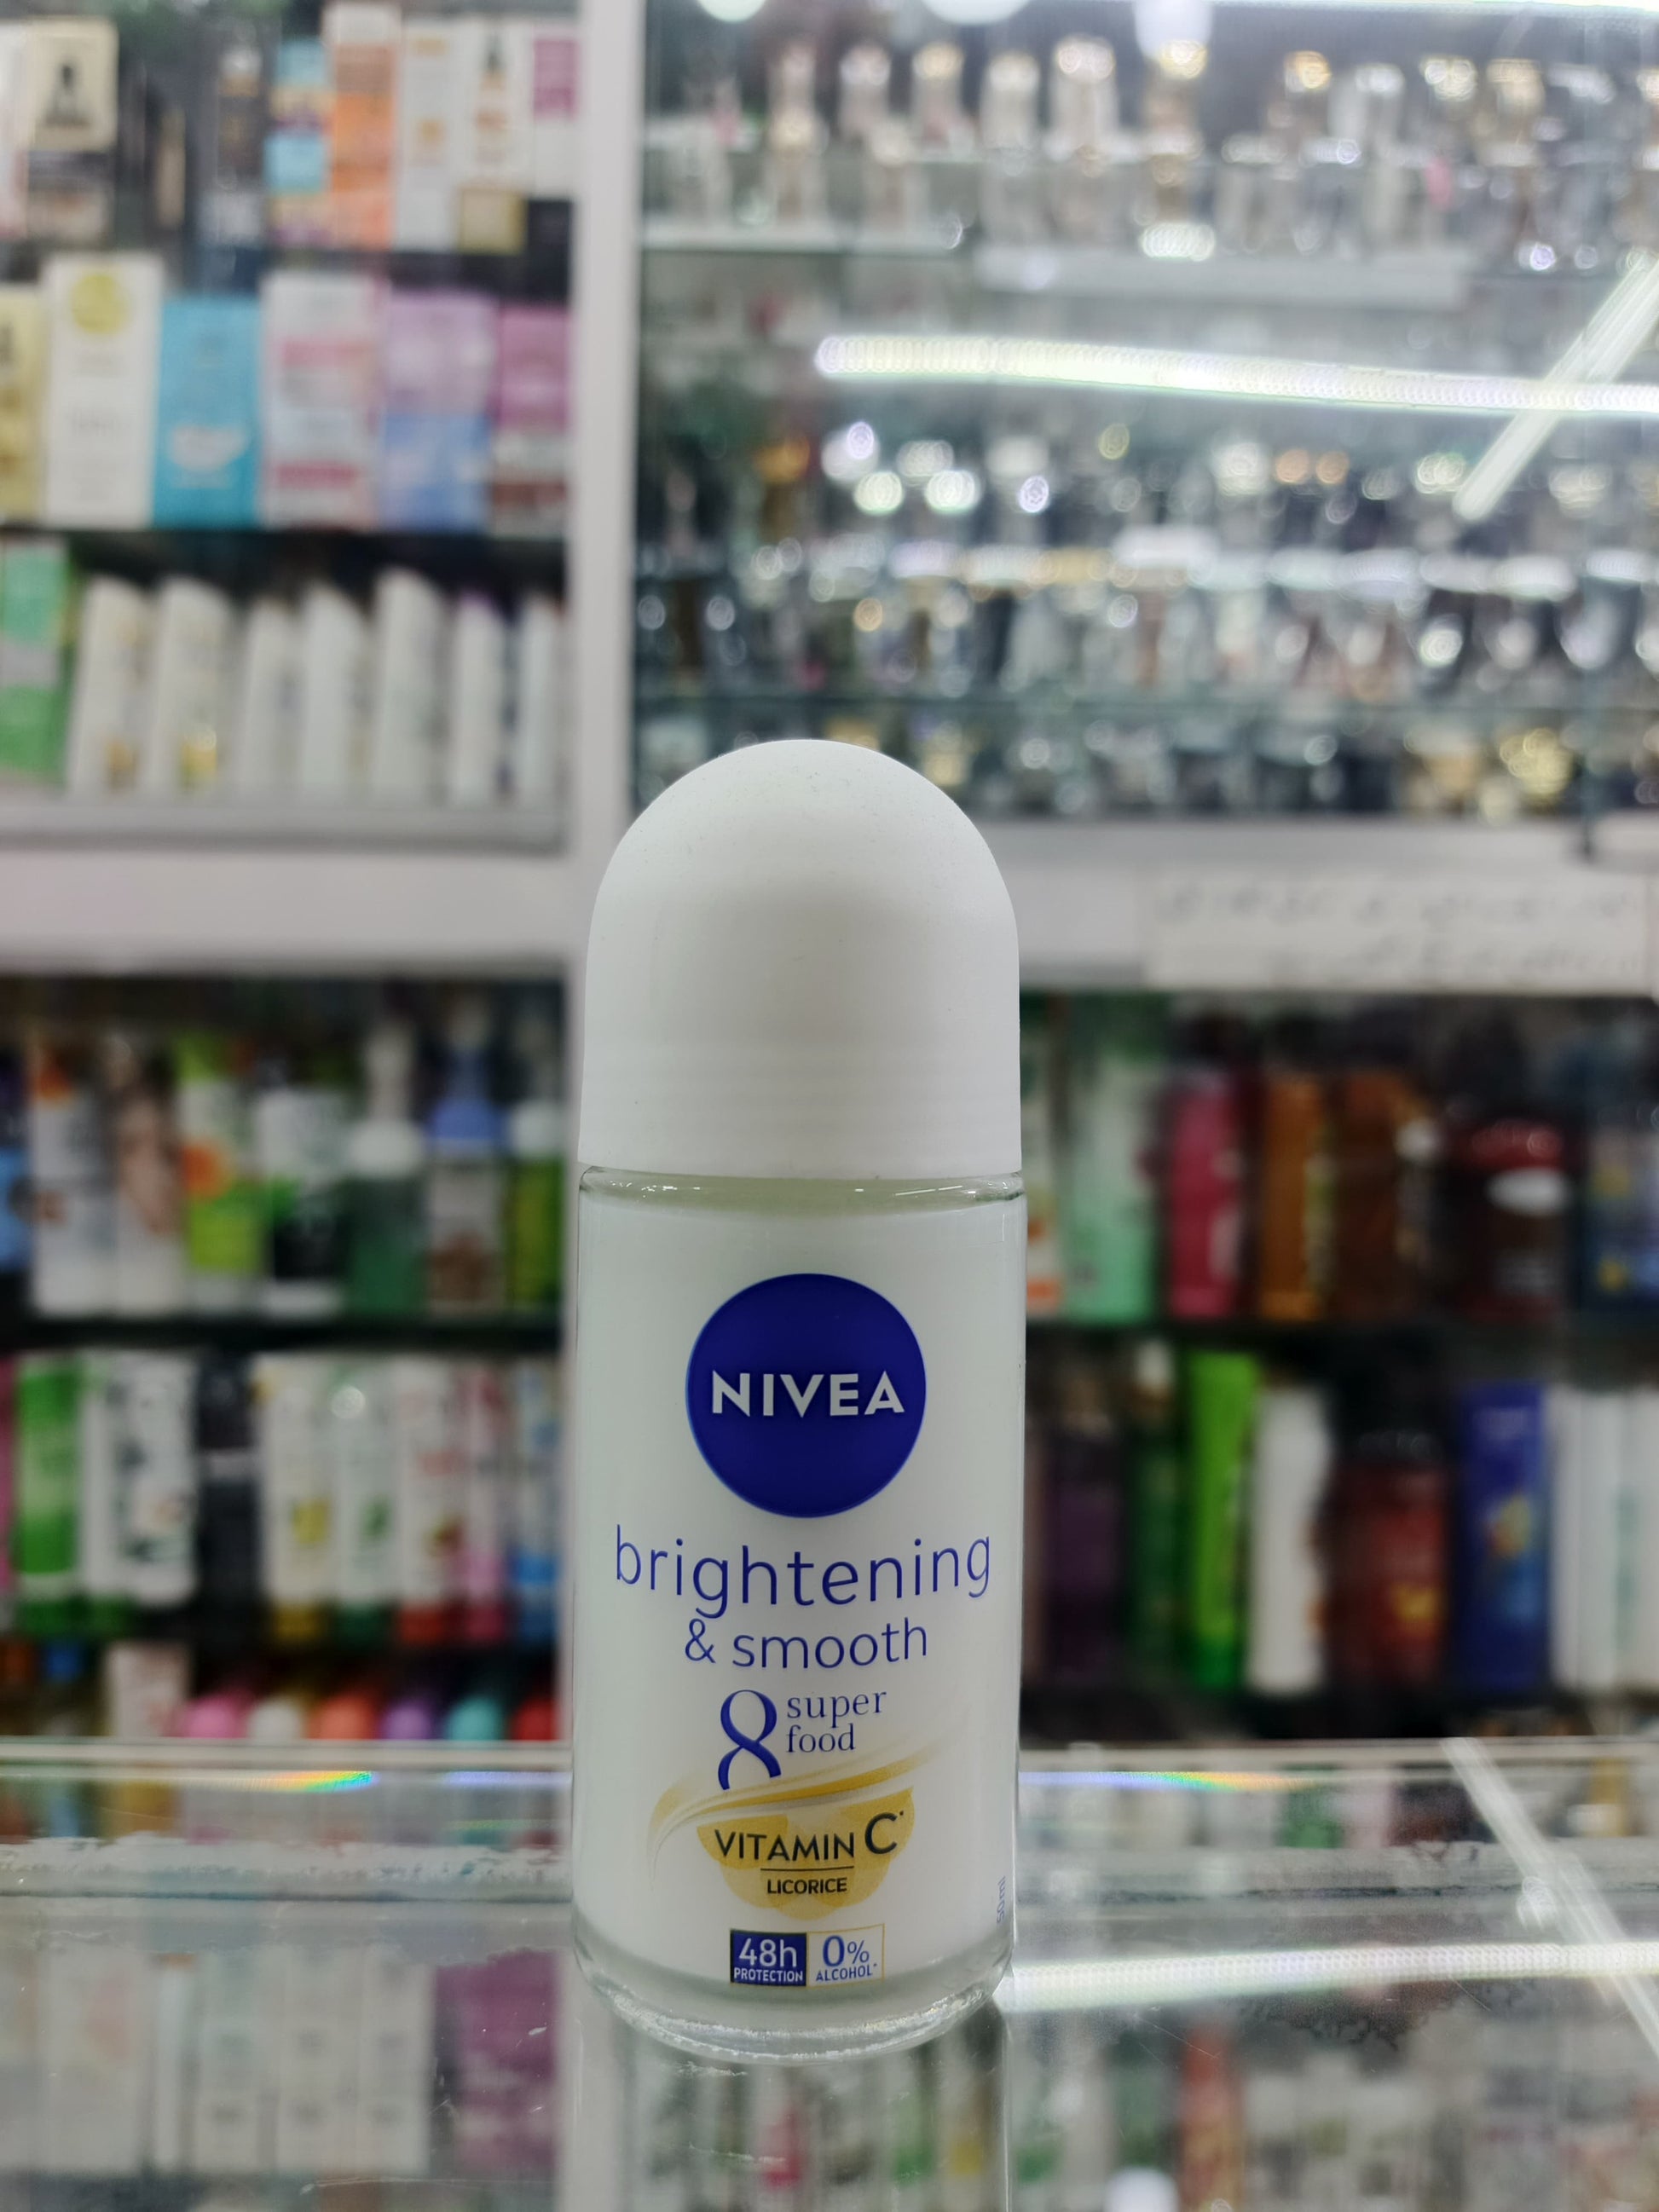 NIVEA
brightening
& smooth
8 super
food
VITAMIN C*
LICORICE
48h
PROTECTION
0%
ALCOHOL*
50ml